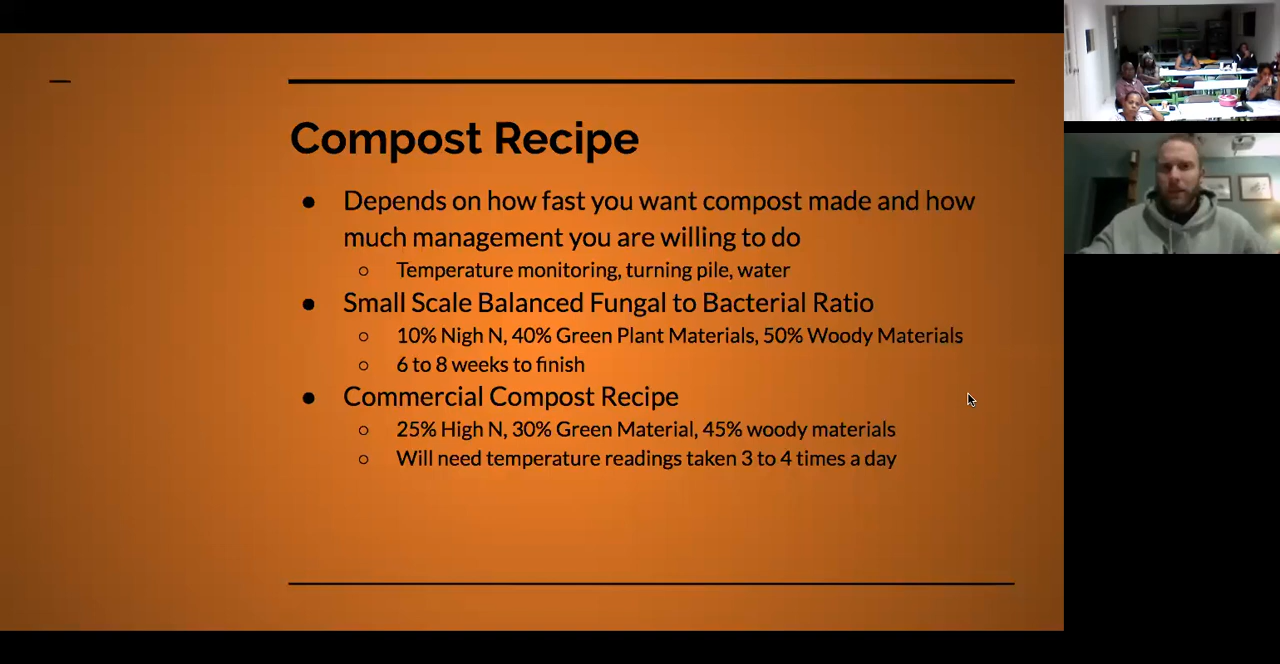 Compost Recipe
● Depends on how fast you want compost made and how
much management you are willing to do
○ Temperature monitoring, turning pile, water
● Small Scale Balanced Fungal to Bacterial Ratio
○ 10% Nigh N, 40% Green Plant Materials, 50% Woody Materials
○ 6 to 8 weeks to finish
● Commercial Compost Recipe
○ 25% High N, 30% Green Material, 45% woody materials
○ Will need temperature readings taken 3 to 4 times a day